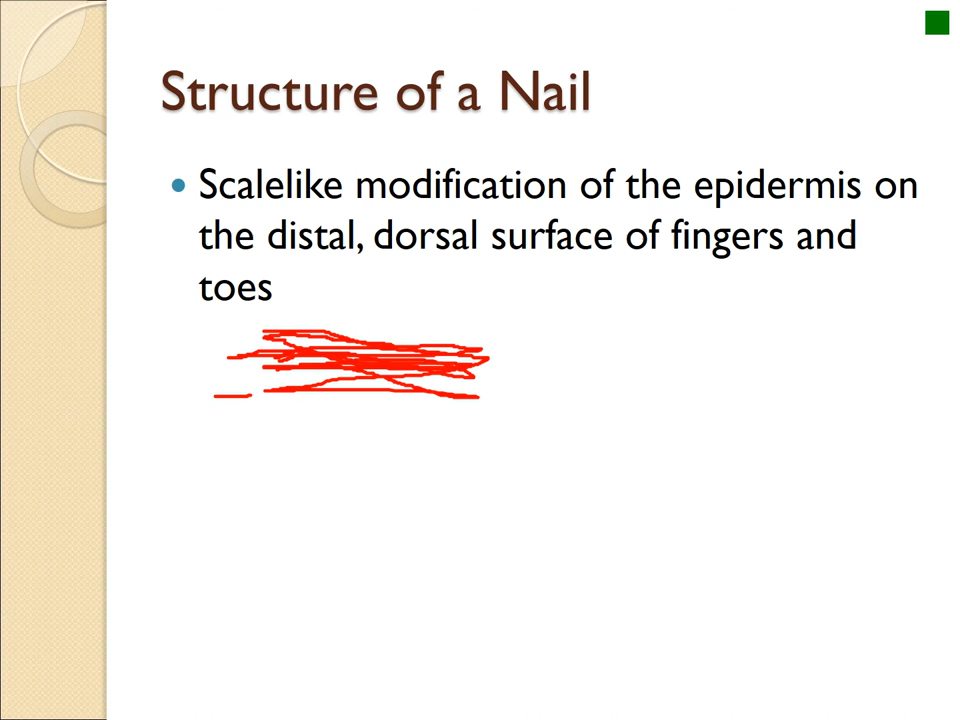 Structure of a Nail
• Scalelike modification of the epidermis on
the distal, dorsal surface of fingers and
toes